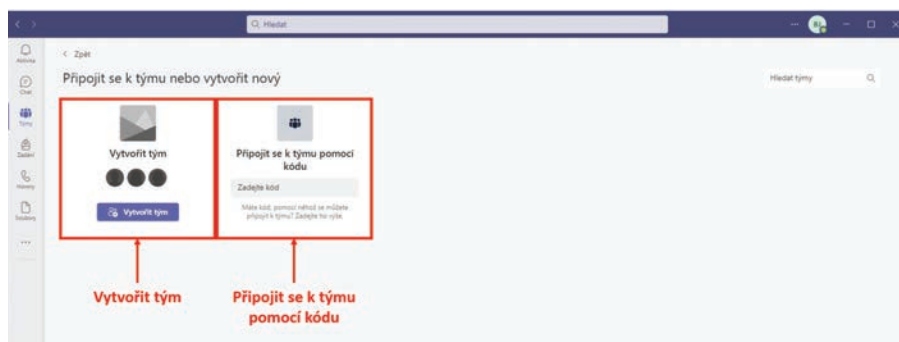 Hledat
Aktivita
Chat
Týmy
Zadání
Hovory
Soubory
< Zpět
Připojit se k týmu nebo vytvořit nový
Hledat týmy
Vytvořit tým
Vytvořit tým
Připojit se k týmu pomocí
kódu
Zadejte kód
Máte kód, pomocí něhož se můžete
připojit k týmu? Zadejte ho výše.
Vytvořit tým
Připojit se k týmu
pomocí kódu